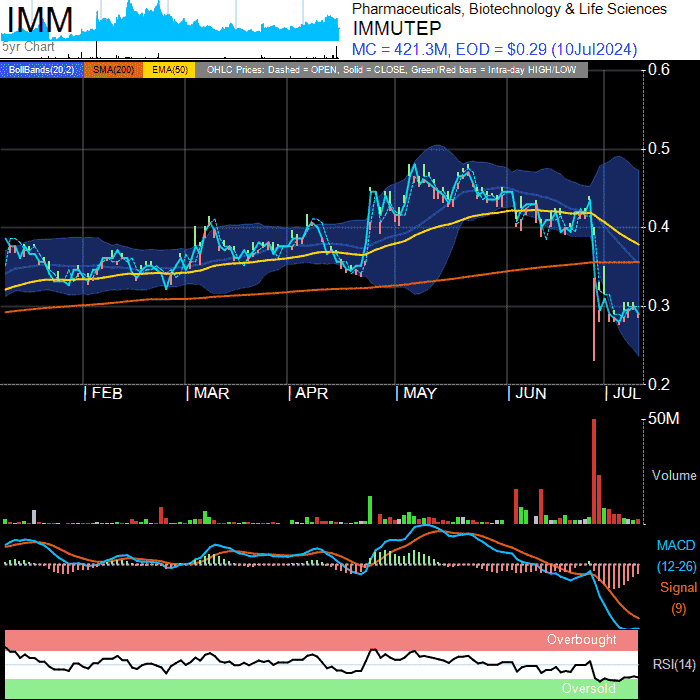 IMM
5yr Chart
Pharmaceuticals, Biotechnology & Life Sciences
IMMUTEP
MC = 421.3M, EOD = $0.29 (10Jul2024)
BollBands(20,2) SMA(200) EMA(50) OHLC Prices: Dashed = OPEN, Solid = CLOSE, Green/Red bars = Intra-day HIGH/LOW
0.6
0.5
0.4
0.3
0.2
FEB MAR APR MAY JUN JUL
50M
Volume
MACD
(12-26)
Signal
(9)
Overbought
RSI(14)
Oversold